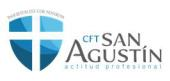 CFT SAN
AGUSTÍN
actitud profesional